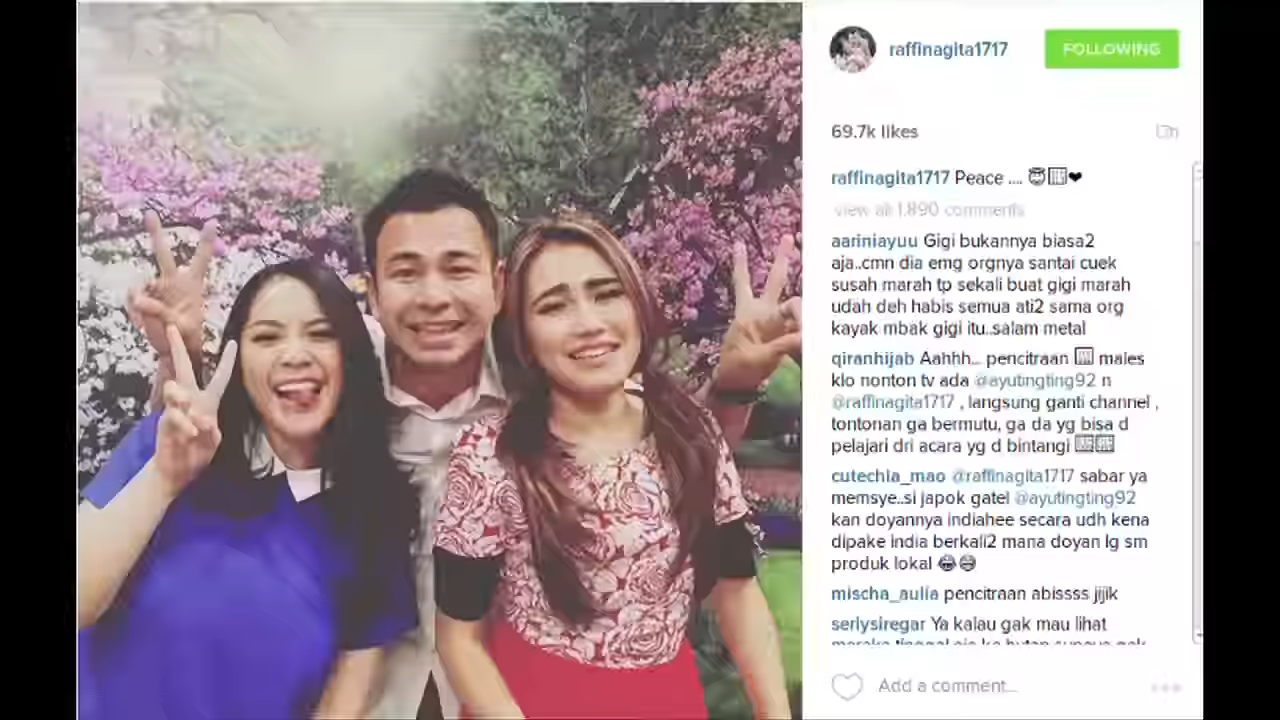 raffinagita1717
FOLLOWING
69.7k likes
raffinagita1717 Peace .... 😇 ❤
view all 1,890 comments
aariniayuu Gigi bukannya biasa2
aja..cmn dia emg orgnya santai cuek
susah marah tp sekali buat gigi marah
udah deh habis semua ati2 sama org
kayak mbak gigi itu..salam metal
qiranhijab Aahhh... pencitraan males
klo nonton tv ada @ayutingting92 n
@raffinagita1717 , langsung ganti channel ,
tontonan ga bermutu, ga da yg bisa d
pelajari dri acara yg d bintangi
cutechla_mao @raffinagita1717 sabar ya
memsye..si japok gatel @ayutingting92
kan doyannya indiahee secara udh kena
dipake india berkali2 mana doyan lg sm
produk lokal 😂😅
mischa_aulia pencitraan abissss jijik
serlysiregar Ya kalau gak mau lihat
Add a comment...